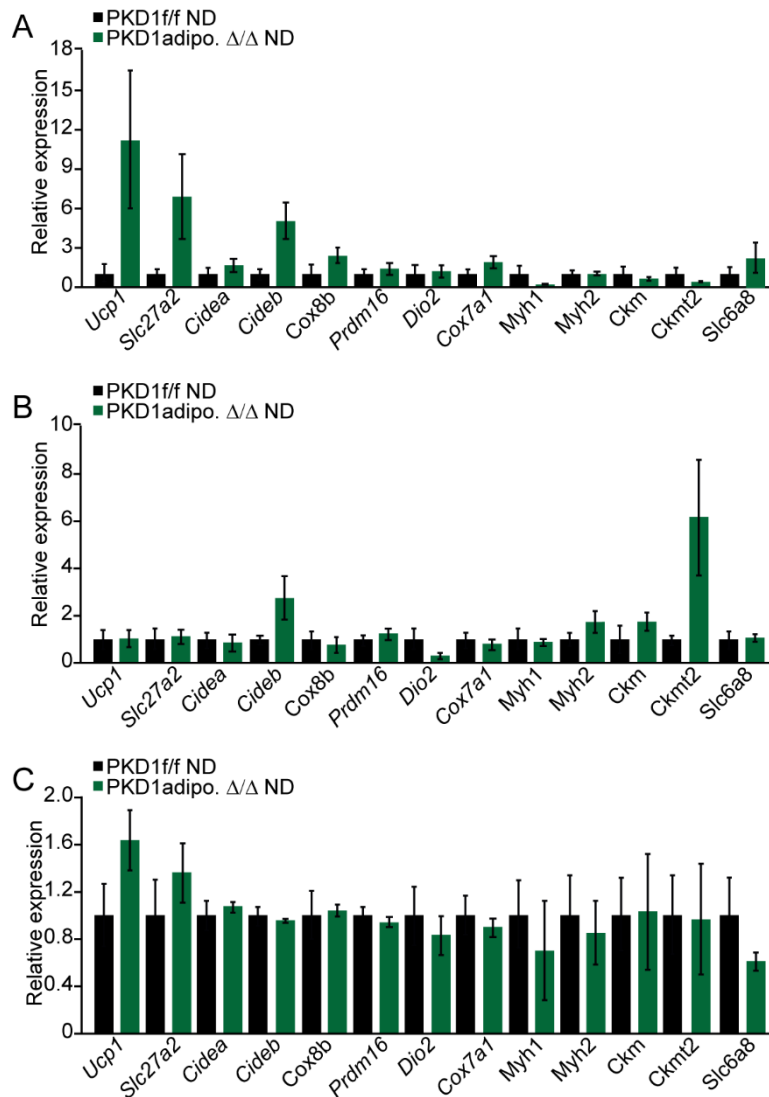 A
PKD1f/f ND
PKD1adipo. Δ/Δ ND
Relative expression
18
15
12
9
6
3
0
Ucp1 Slc27a2 Cidea Cideb Cox8b Prdm16 Dio2 Cox7a1 Myh1 Myh2 Ckm Ckmt2 Slc6a8
B
PKD1f/f ND
PKD1adipo. Δ/Δ ND
Relative expression
10
8
6
4
2
0
Ucp1 Slc27a2 Cidea Cideb Cox8b Prdm16 Dio2 Cox7a1 Myh1 Myh2 Ckm Ckmt2 Slc6a8
C
PKD1f/f ND
PKD1adipo. Δ/Δ ND
Relative expression
2.0
1.6
1.2
0.8
0.4
0
Ucp1 Slc27a2 Cidea Cideb Cox8b Prdm16 Dio2 Cox7a1 Myh1 Myh2 Ckm Ckmt2 Slc6a8